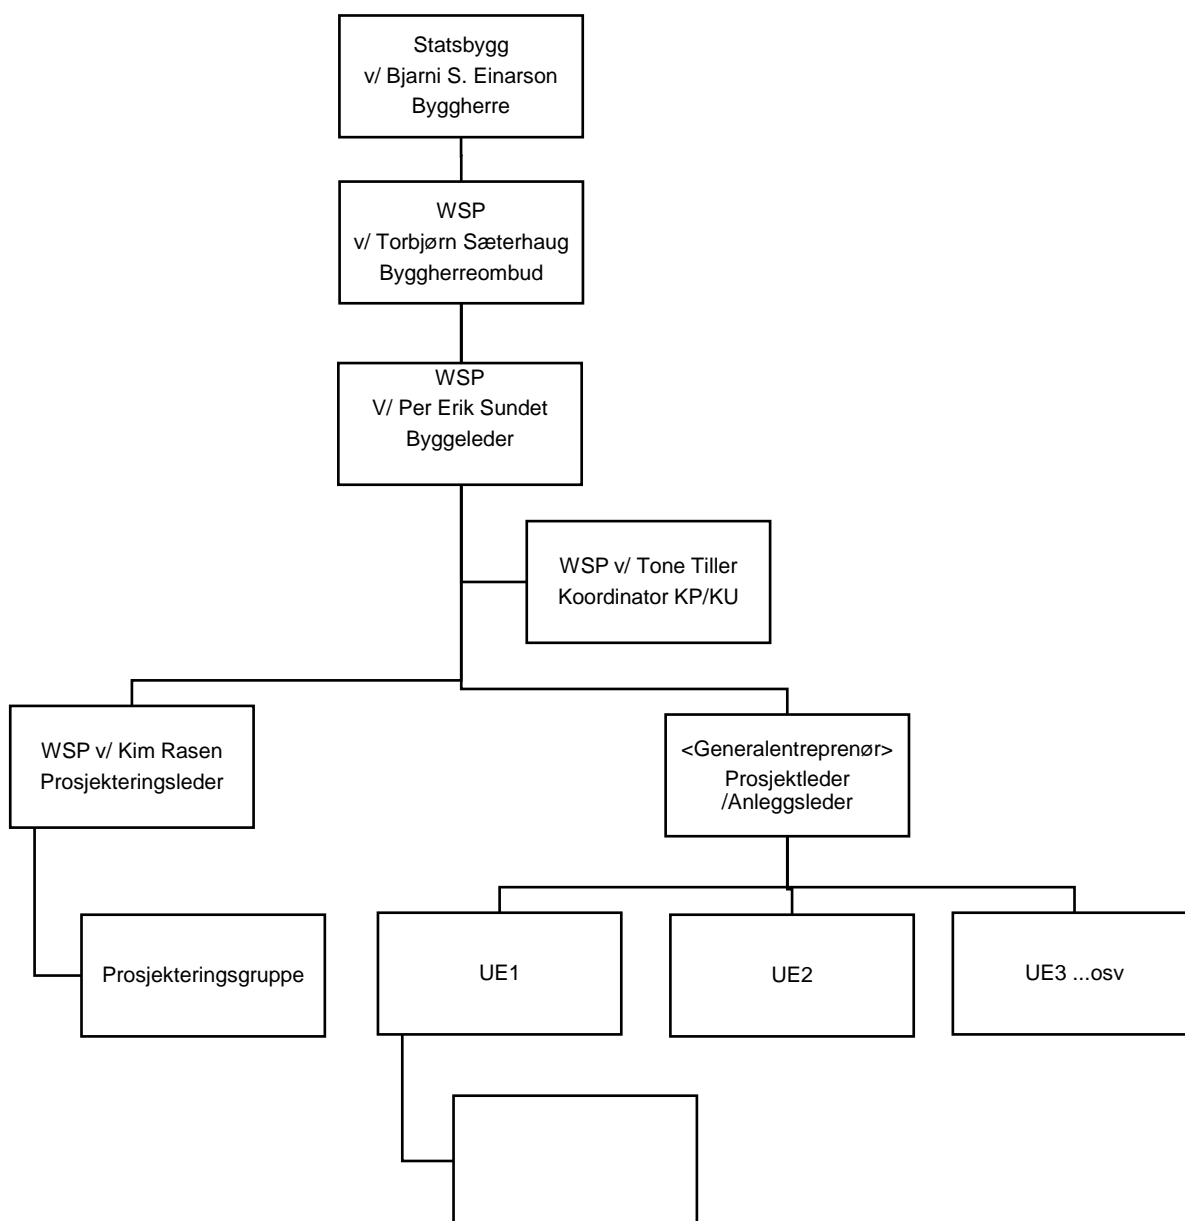 Statsbygg
v/ Bjarni S. Einarson
Byggherre
WSP
v/ Torbjørn Sæterhaug
Byggherreombud
WSP
V/ Per Erik Sundet
Byggeleder
WSP v/ Tone Tiller
Koordinator KP/KU
WSP v/ Kim Rasen
Prosjekteringsleder
<Generalentreprenør>
Prosjektleder
/Anleggsleder
Prosjekteringsgruppe
UE1
UE2
UE3 ...osv